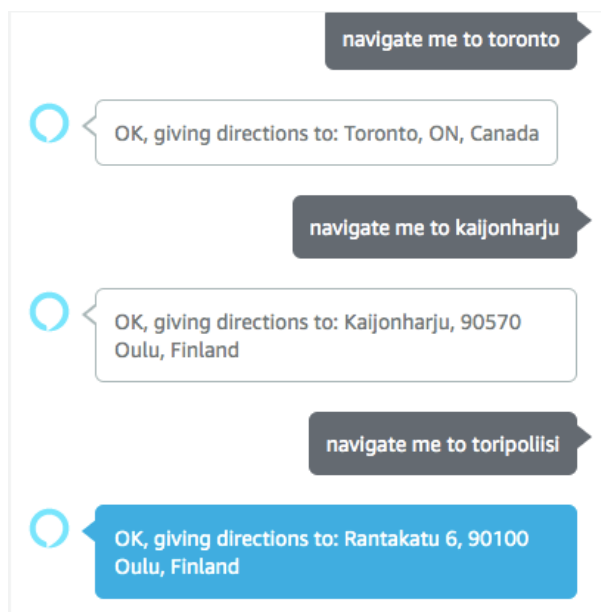 navigate me to toronto
OK, giving directions to: Toronto, ON, Canada
navigate me to kaijonharju
OK, giving directions to: Kaijonharju, 90570
Oulu, Finland
navigate me to toripoliisi
OK, giving directions to: Rantakatu 6, 90100
Oulu, Finland